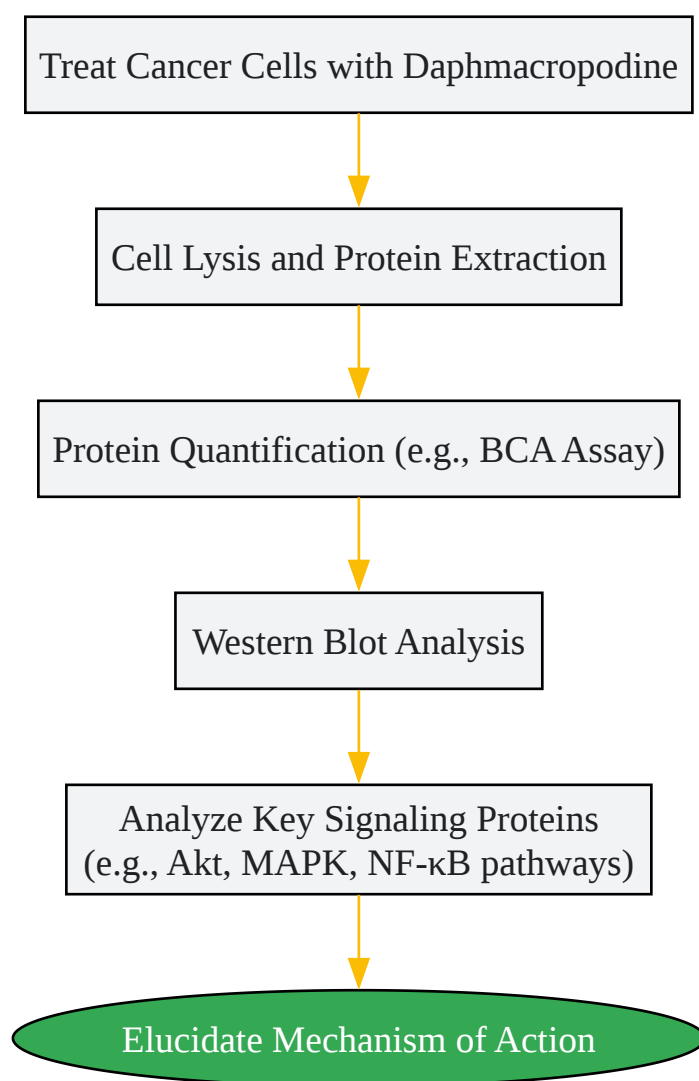 Treat Cancer Cells with Daphmacropodine
Cell Lysis and Protein Extraction
Protein Quantification (e.g., BCA Assay)
Western Blot Analysis
Analyze Key Signaling Proteins
(e.g., Akt, MAPK, NF-κB pathways)
Elucidate Mechanism of Action